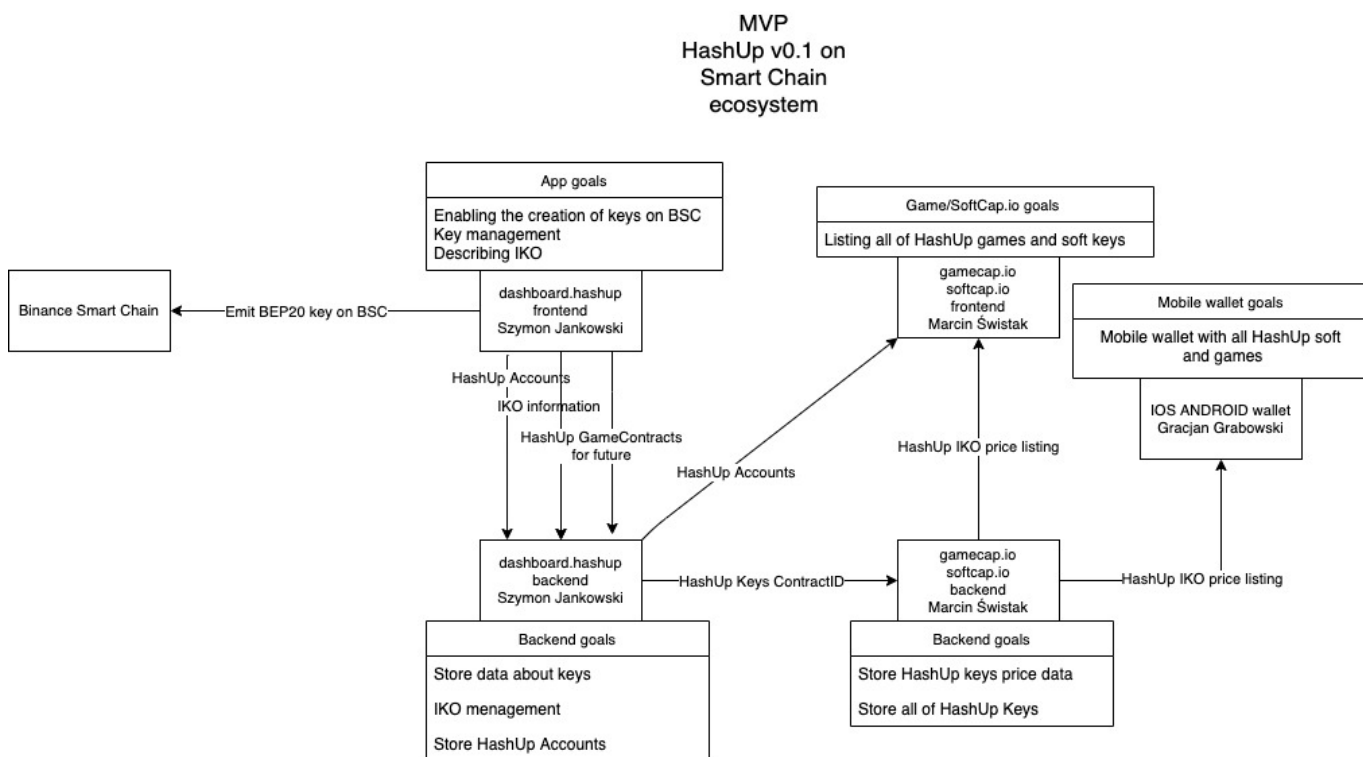 MVP
HashUp v0.1 on
Smart Chain
ecosystem
App goals
Enabling the creation of keys on BSC
Key management
Describing IKO
Game/SoftCap.io goals
Listing all of HashUp games and soft keys
Binance Smart Chain
Emit BEP20 key on BSC
dashboard.hashup
frontend
Szymon Jankowski
gamecap.io
softcap.io
frontend
Marcin Świstak
Mobile wallet goals
Mobile wallet with all HashUp soft
and games
IOS ANDROID wallet
Gracjan Grabowski
HashUp Accounts
IKO information
HashUp GameContracts
for future
HashUp Accounts
HashUp IKO price listing
dashboard.hashup
backend
Szymon Jankowski
HashUp Keys ContractID
gamecap.io
softcap.io
backend
Marcin Świstak
HashUp IKO price listing
Backend goals
Store data about keys
IKO menagement
Store HashUp Accounts
Backend goals
Store HashUp keys price data
Store all of HashUp Keys